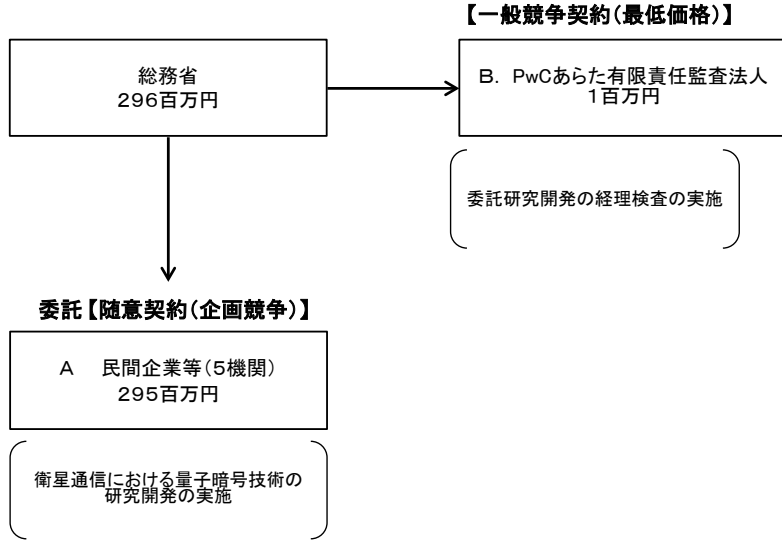 【一般競争契約(最低価格)】
総務省
296百万円
B. PwCあらた有限責任監査法人
1百万円
委託研究開発の経理検査の実施
委託【随意契約(企画競争)】
A 民間企業等(5機関)
295百万円
衛星通信における量子暗号技術の
研究開発の実施